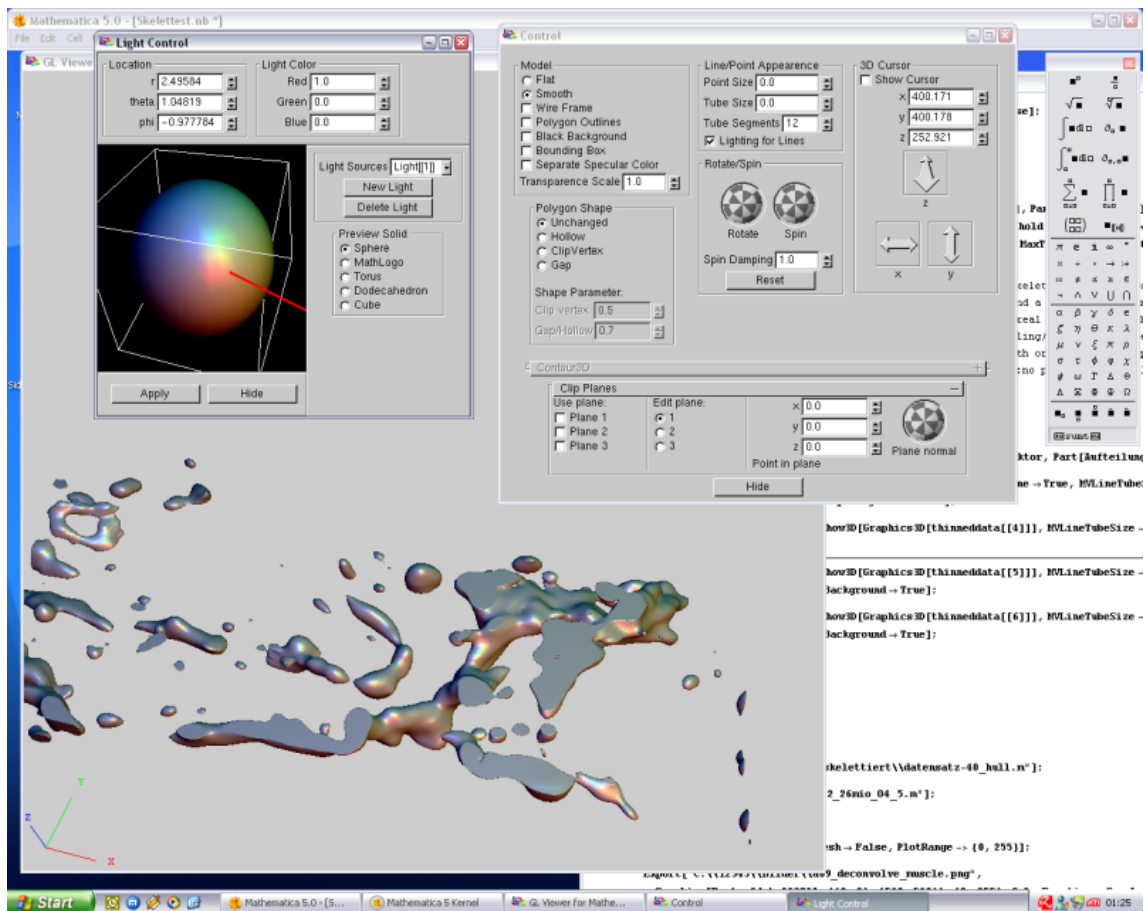 Mathematica 5.0 - [Skelettest.nb *]
File Edit Cell
GL Viewer
Light Control
Location
r 2.49584
theta 1.04819
phi -0.977784
Light Color
Red 1.0
Green 0.0
Blue 0.0
Light Sources Light[[1]]
New Light
Delete Light
Preview Solid
Sphere
MathLogo
Torus
Dodecahedron
Cube
Apply Hide
Control
Model
Flat
Smooth
Wire Frame
Polygon Outlines
Black Background
Bounding Box
Separate Specular Color
Transparence Scale 1.0
Polygon Shape
Unchanged
Hollow
ClipVertex
Gap
Shape Parameter:
Clip vertex 0.5
Gap/Hollow 0.7
Line/Point Appearence
Point Size 0.0
Tube Size 0.0
Tube Segments 12
Lighting for Lines
Rotate/Spin
Rotate Spin
Spin Damping 1.0
Reset
3D Cursor
Show Cursor
x 400.171
y 400.178
z 252.921
z
x y
Contour3D +
Clip Planes
Use plane:
Plane 1
Plane 2
Plane 3
Edit plane:
1
2
3
x 0.0
y 0.0
z 0.0
Point in plane
Plane normal
Hide
ktor, Part[Aufteilung
ne→True, MVLineTubeS
how3D[Graphics3D[thinneddata[[4]]], MVLineTubeSize -
how3D[Graphics3D[thinneddata[[5]]], MVLineTubeSize -
Background→True];
how3D[Graphics3D[thinneddata[[6]]], MVLineTubeSize -
Background→True];
skelettiert\\datensatz-40_hull.m"];
2_26mio_04_5.m"];
esh→False, PlotRange -> {0, 255}];
Y
Z
X
Start
Mathematica 5.0 - [S...
Mathematica 5 Kernel
GL Viewer for Mathe...
Control
Light Control
01:25